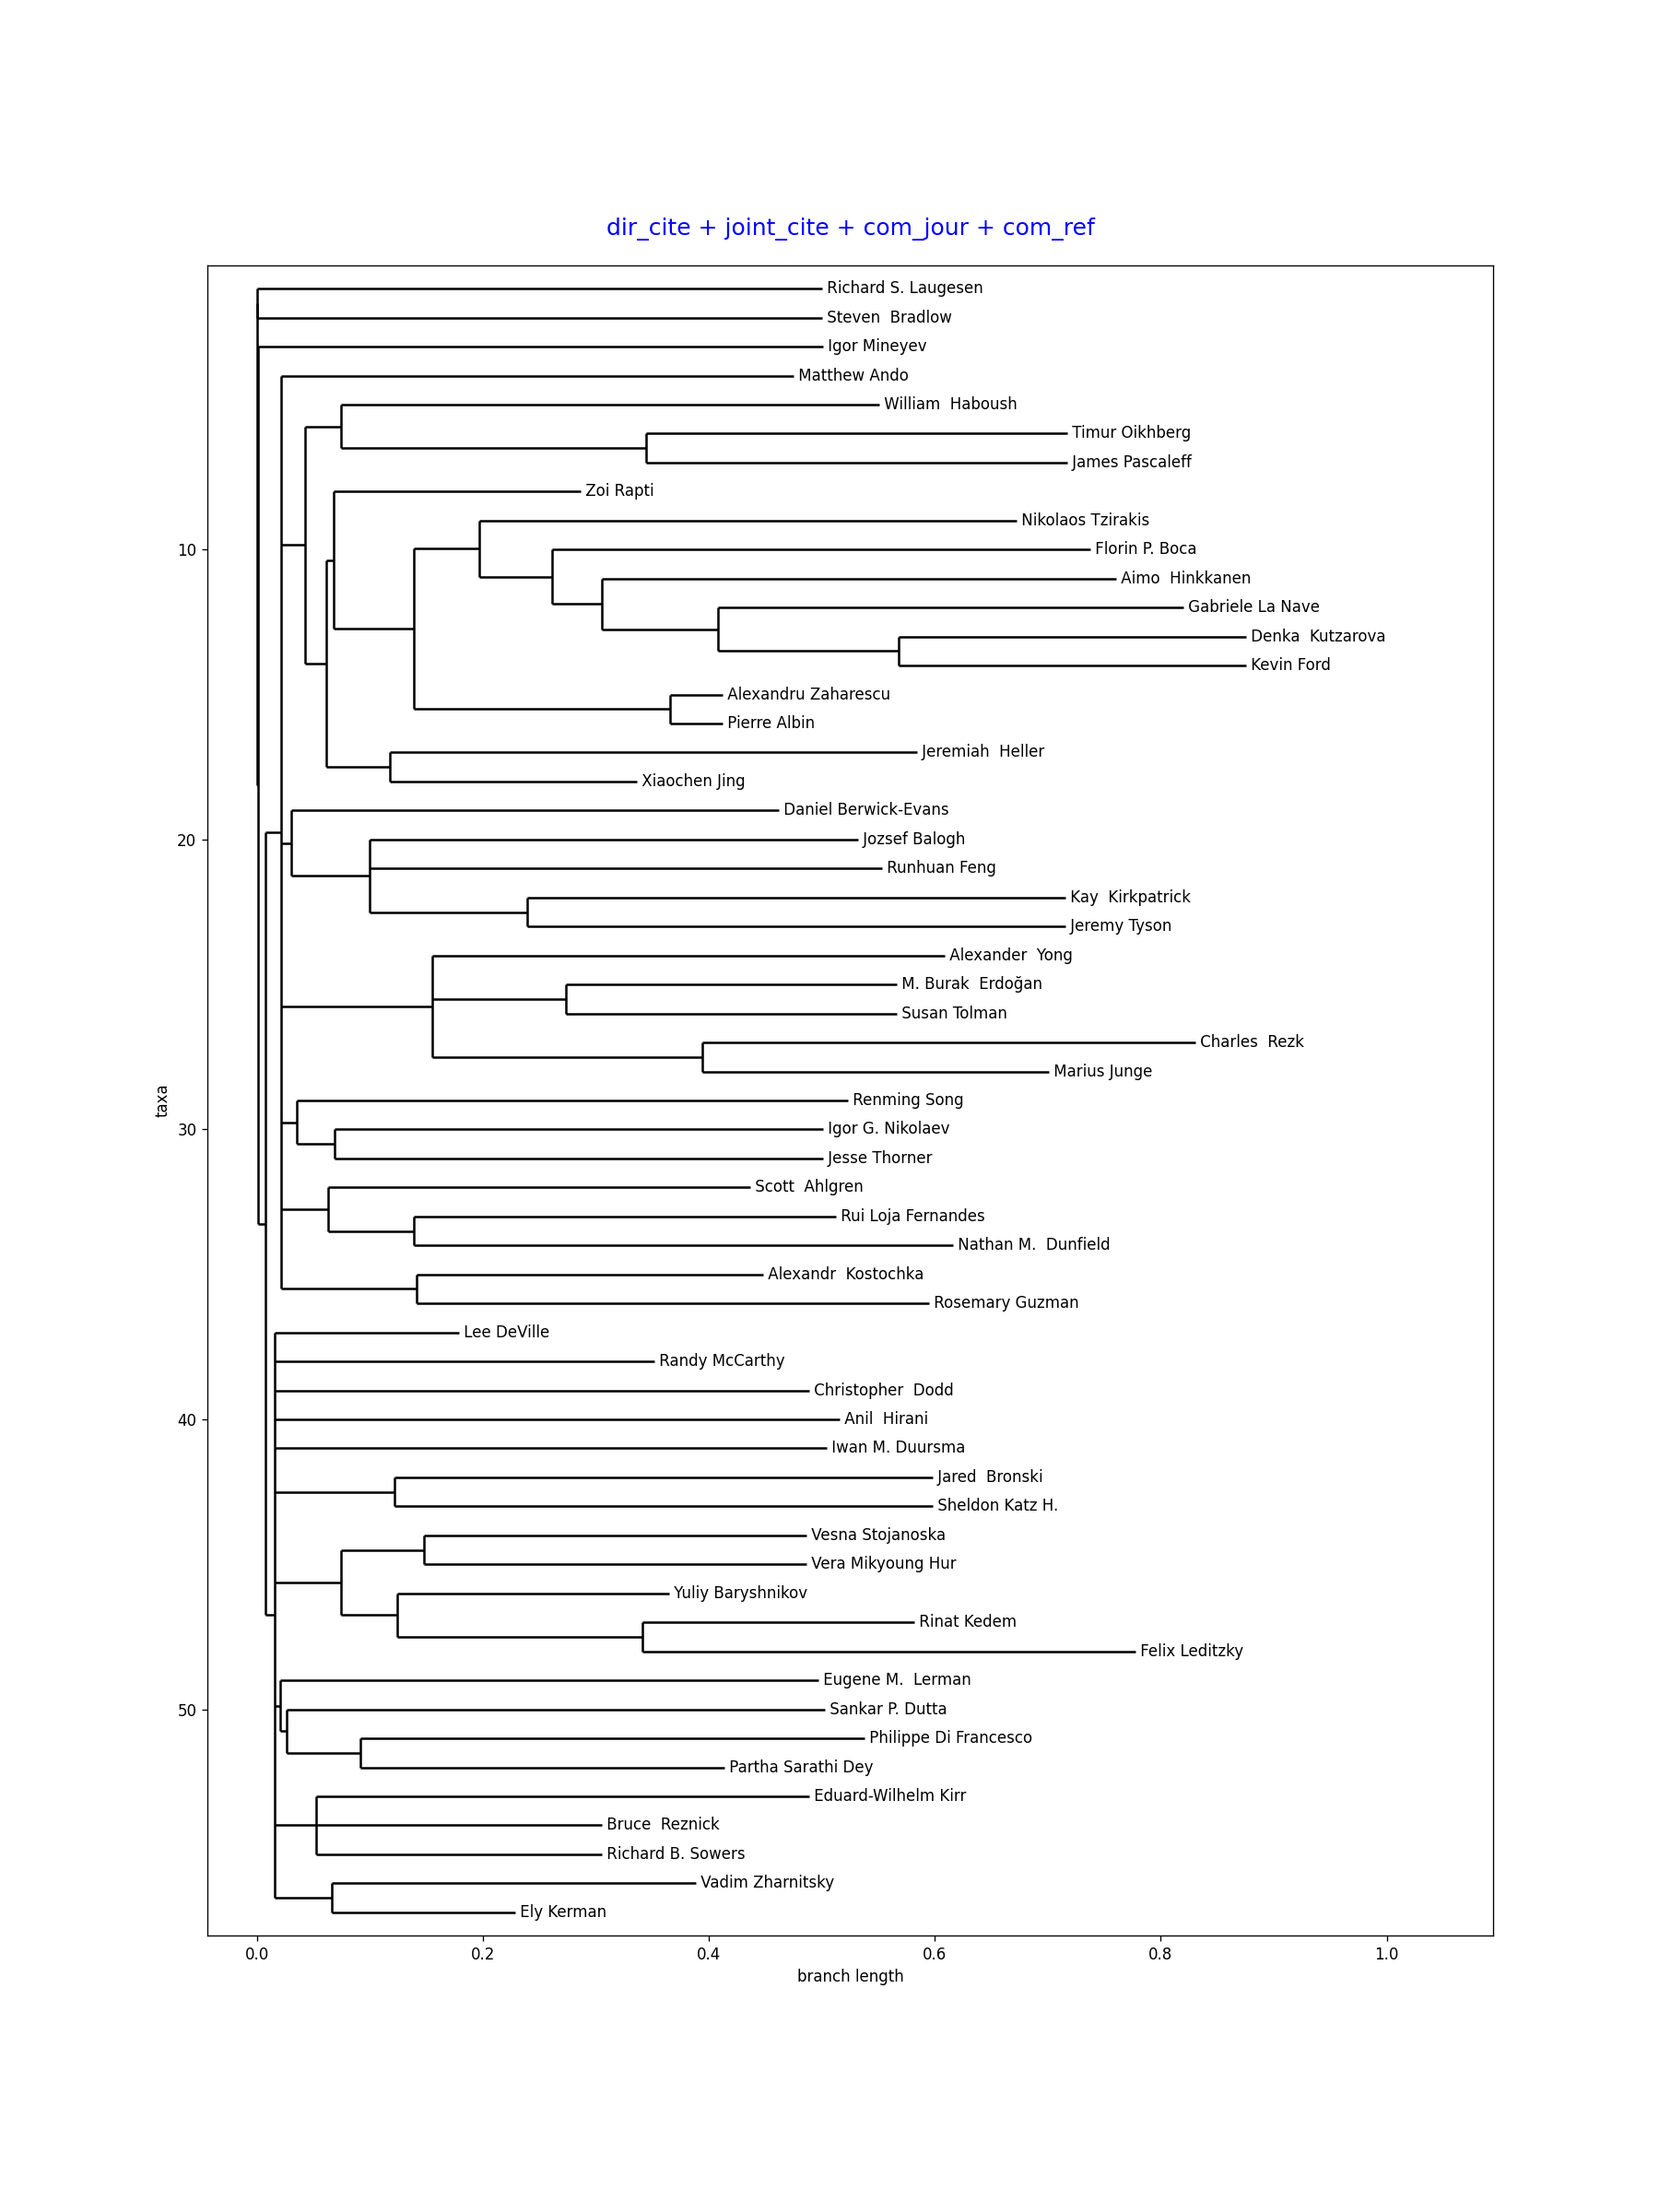 dir_cite + joint_cite + com_jour + com_ref
Richard S. Laugesen
Steven  Bradlow
Igor Mineyev
Matthew Ando
William  Haboush
Timur Oikhberg
James Pascaleff
Zoi Rapti
Nikolaos Tzirakis
10
Florin P. Boca
Aimo  Hinkkanen
Gabriele La Nave
Denka  Kutzarova
Kevin Ford
Alexandru Zaharescu
Pierre Albin
Jeremiah  Heller
Xiaochen Jing
Daniel Berwick-Evans
20
Jozsef Balogh
Runhuan Feng
Kay  Kirkpatrick
Jeremy Tyson
Alexander  Yong
M. Burak  Erdoğan
Susan Tolman
Charles  Rezk
Marius Junge
taxa
Renming Song
30
Igor G. Nikolaev
Jesse Thorner
Scott  Ahlgren
Rui Loja Fernandes
Nathan M.  Dunfield
Alexandr  Kostochka
Rosemary Guzman
Lee DeVille
Randy McCarthy
Christopher  Dodd
40
Anil  Hirani
Iwan M. Duursma
Jared  Bronski
Sheldon Katz H.
Vesna Stojanoska
Vera Mikyoung Hur
Yuliy Baryshnikov
Rinat Kedem
Felix Leditzky
Eugene M.  Lerman
50
Sankar P. Dutta
Philippe Di Francesco
Partha Sarathi Dey
Eduard-Wilhelm Kirr
Bruce  Reznick
Richard B. Sowers
Vadim Zharnitsky
Ely Kerman
0.0 0.2 0.4 0.6 0.8 1.0
branch length